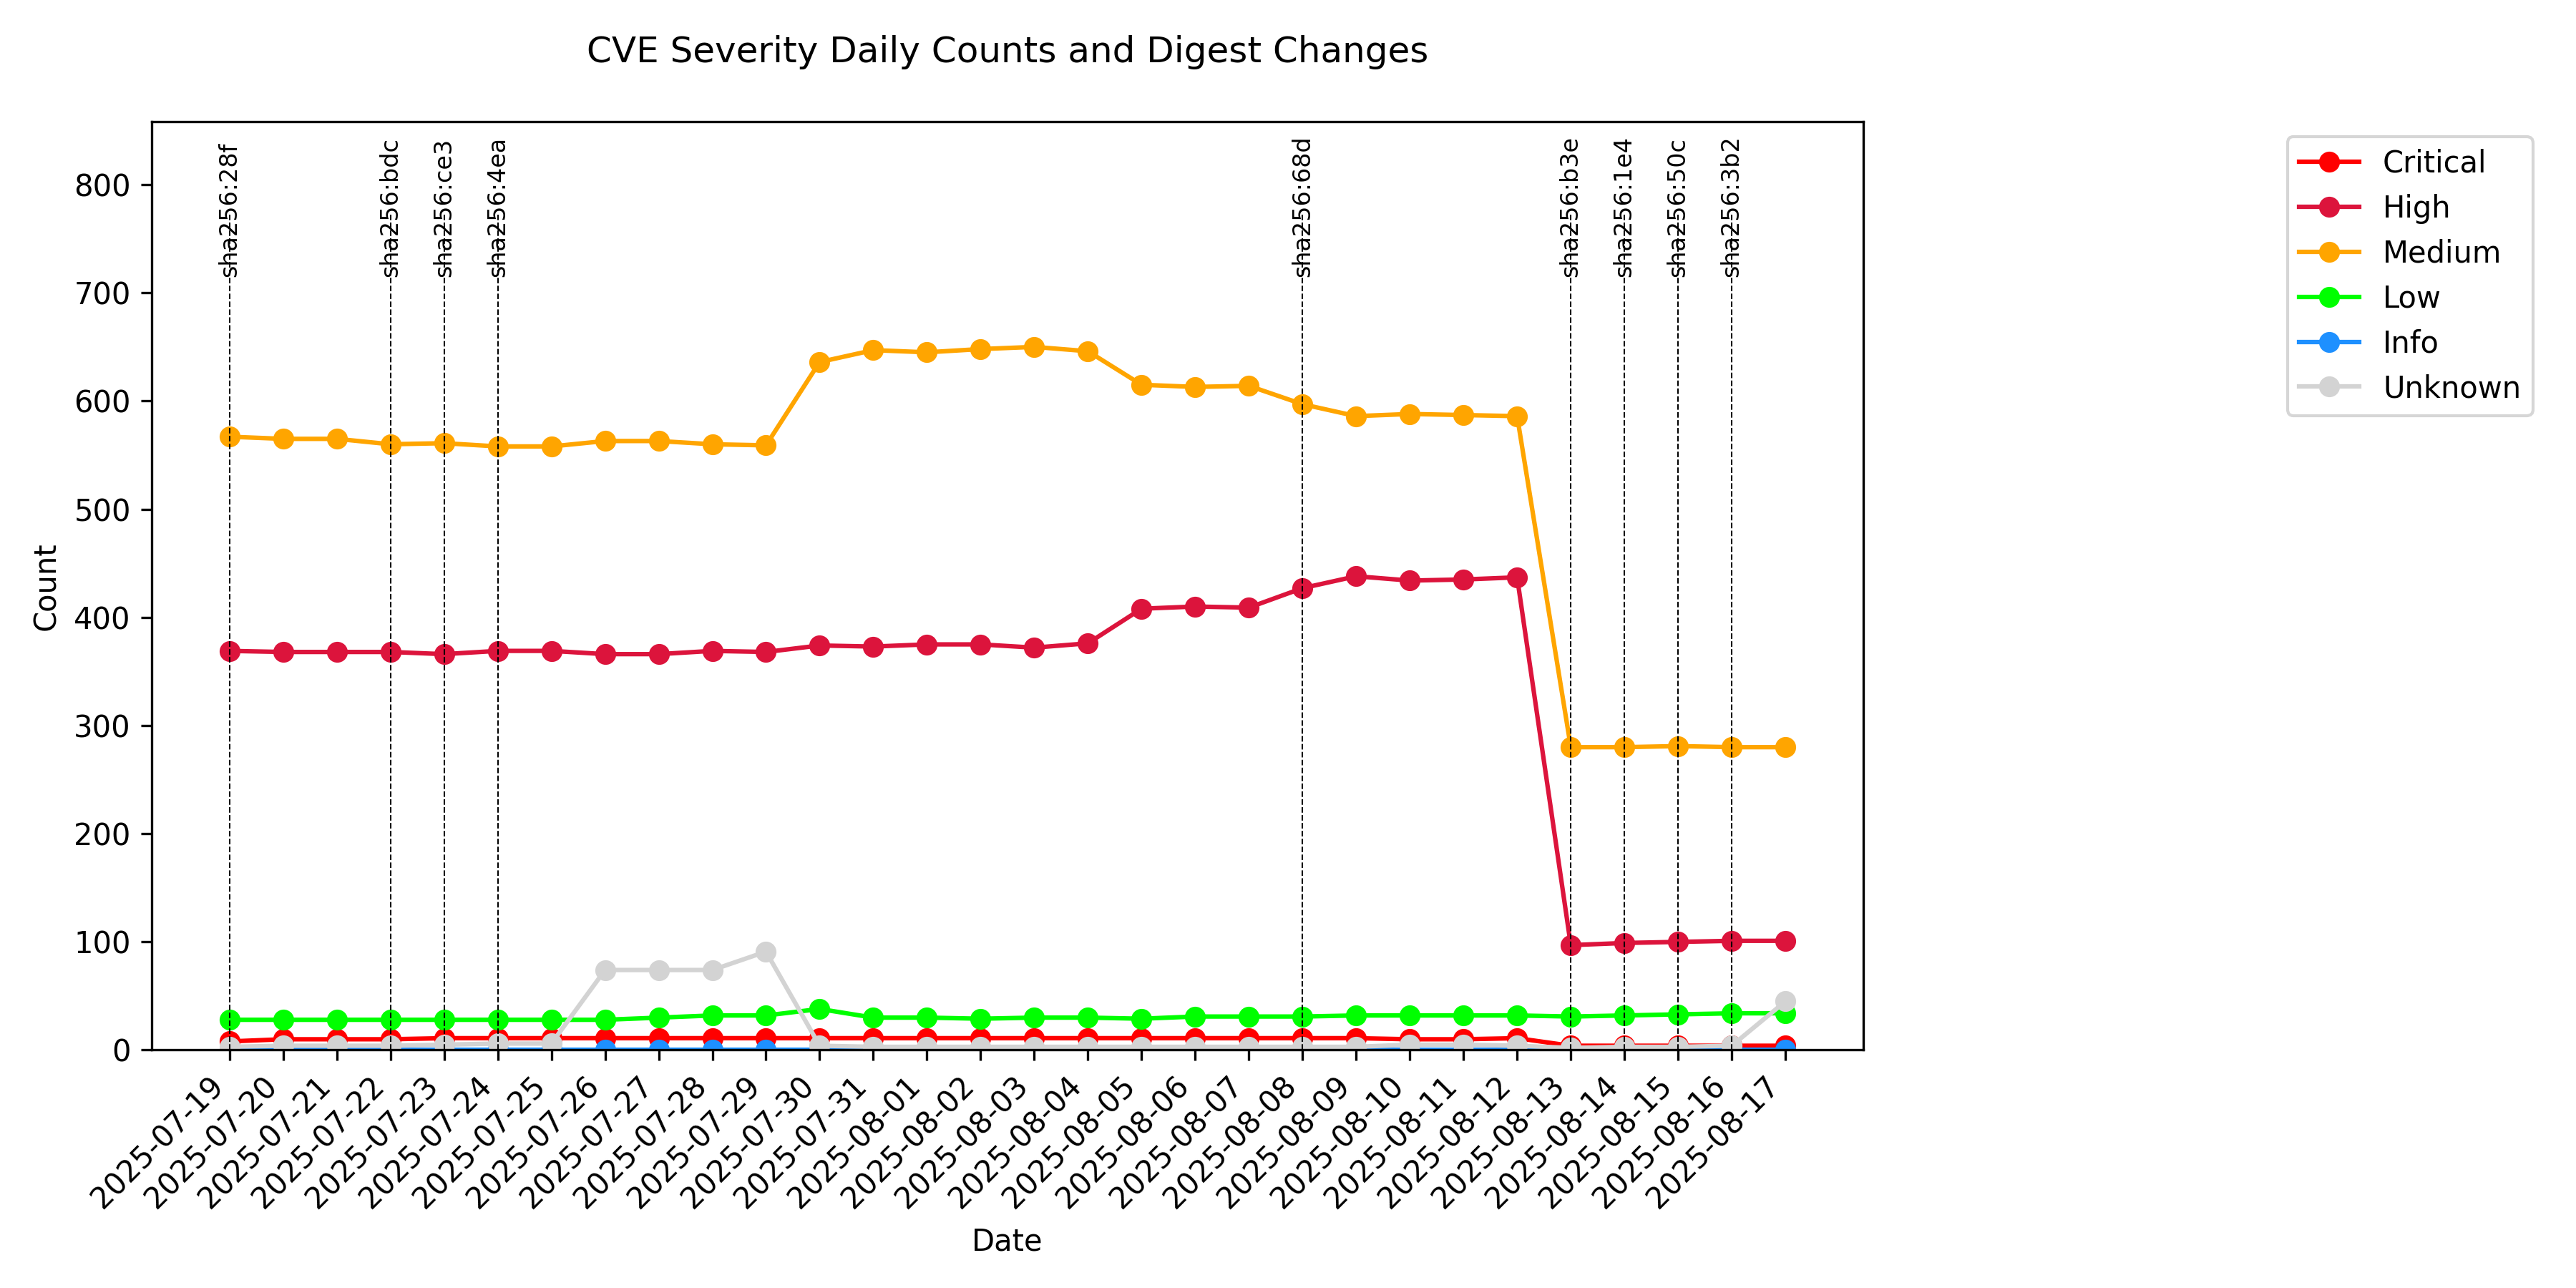 CVE Severity Daily Counts and Digest Changes
sha256:28f
sha256:bdc
sha256:ce3
sha256:4ea
sha256:68d
sha256:b3e
sha256:1e4
sha256:50c
sha256:3b2
Critical
High
Medium
Low
Info
Unknown
800
700
600
500
400
300
200
100
0
Count
2025-07-19
2025-07-20
2025-07-21
2025-07-22
2025-07-23
2025-07-24
2025-07-25
2025-07-26
2025-07-27
2025-07-28
2025-07-29
2025-07-30
2025-07-31
2025-08-01
2025-08-02
2025-08-03
2025-08-04
2025-08-05
2025-08-06
2025-08-07
2025-08-08
2025-08-09
2025-08-10
2025-08-11
2025-08-12
2025-08-13
2025-08-14
2025-08-15
2025-08-16
2025-08-17
Date